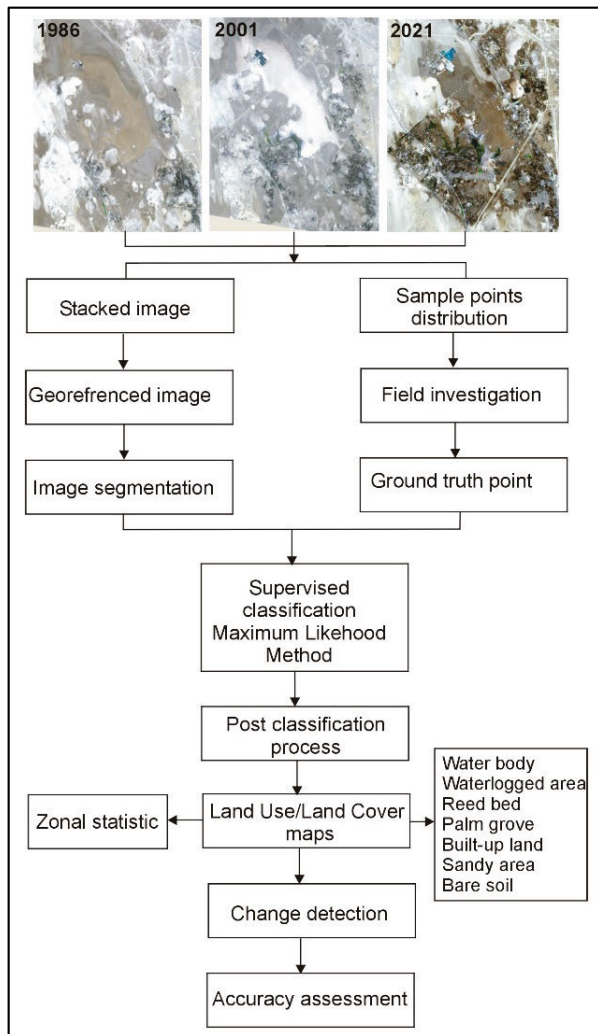 1986
2001
2021
Stacked image
Sample points
distribution
Georefrenced image
Field investigation
Image segmentation
Ground truth point
Supervised
classification
Maximum Likehood
Method
Post classification
process
Zonal statistic
Land Use/Land Cover
maps
Water body
Waterlogged area
Reed bed
Palm grove
Built-up land
Sandy area
Bare soil
Change detection
Accuracy assessment